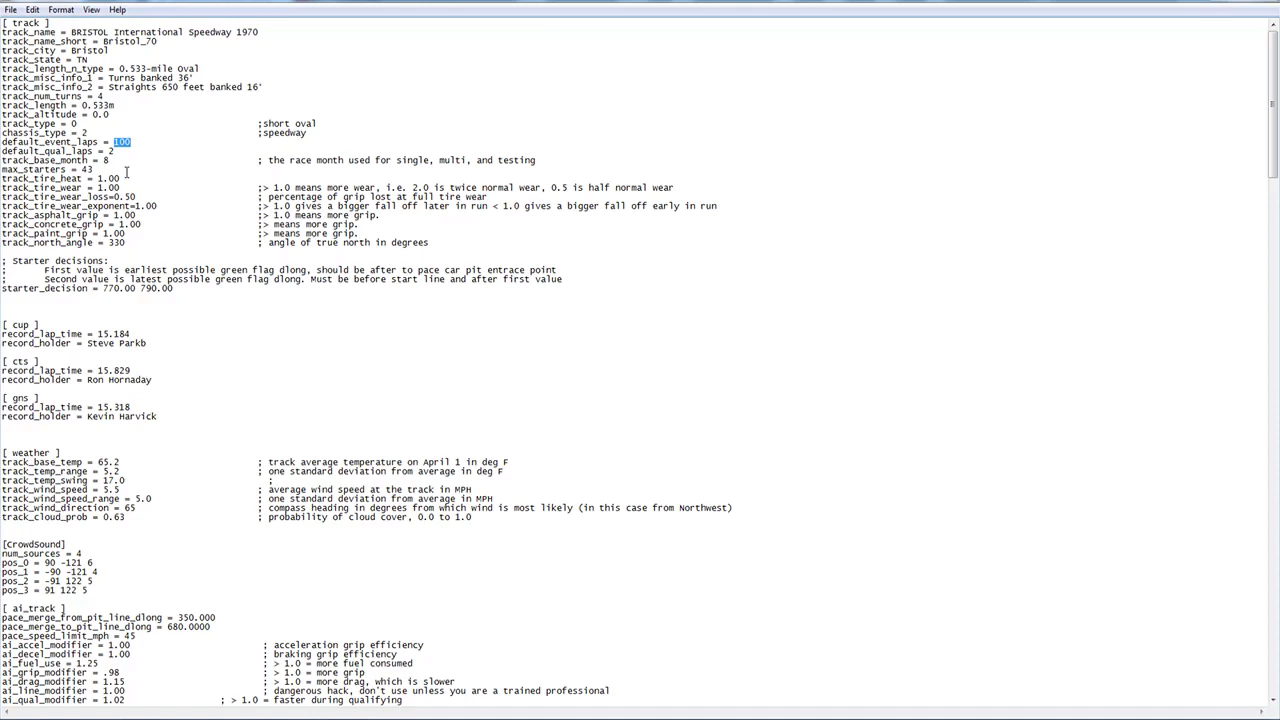 File Edit Format View Help
[ track ]
track_name = BRISTOL International Speedway 1970
track_name_short = Bristol_70
track_city = Bristol
track_state = TN
track_length_n_type = 0.533-mile Oval
track_misc_info_1 = Turns banked 36'
track_misc_info_2 = Straights 650 feet banked 16'
track_num_turns = 4
track_length = 0.533m
track_altitude = 0.0
track_type = 0 ;short oval
chassis_type = 2 ;speedway
default_event_laps = 100
default_qual_laps = 2
track_base_month = 8 ; the race month used for single, multi, and testing
max_starters = 43
track_tire_heat = 1.00
track_tire_wear = 1.00 ;> 1.0 means more wear, i.e. 2.0 is twice normal wear, 0.5 is half normal wear
track_tire_wear_loss=0.50 ; percentage of grip lost at full tire wear
track_tire_wear_exponent=1.00 ;> 1.0 gives a bigger fall off later in run < 1.0 gives a bigger fall off early in run
track_asphalt_grip = 1.00 ;> 1.0 means more grip.
track_concrete_grip = 1.00 ;> means more grip.
track_paint_grip = 1.00 ;> means more grip.
track_north_angle = 330 ; angle of true north in degrees
; Starter decisions:
; First value is earliest possible green flag dlong, should be after to pace car pit entrace point
; Second value is latest possible green flag dlong. Must be before start line and after first value
starter_decision = 770.00 790.00
[ cup ]
record_lap_time = 15.184
record_holder = Steve Parkb
[ cts ]
record_lap_time = 15.829
record_holder = Ron Hornaday
[ gns ]
record_lap_time = 15.318
record_holder = Kevin Harvick
[ weather ]
track_base_temp = 65.2 ; track average temperature on April 1 in deg F
track_temp_range = 5.2 ; one standard deviation from average in deg F
track_temp_swing = 17.0 ;
track_wind_speed = 5.5 ; average wind speed at the track in MPH
track_wind_speed_range = 5.0 ; one standard deviation from average in MPH
track_wind_direction = 65 ; compass heading in degrees from which wind is most likely (in this case from Northwest)
track_cloud_prob = 0.63 ; probability of cloud cover, 0.0 to 1.0
[CrowdSound]
num_sources = 4
pos_0 = 90 -121 6
pos_1 = -90 -121 4
pos_2 = -91 122 5
pos_3 = 91 122 5
[ ai_track ]
pace_merge_from_pit_line_dlong = 350.000
pace_merge_to_pit_line_dlong = 680.0000
pace_speed_limit_mph = 45
ai_accel_modifier = 1.00 ; acceleration grip efficiency
ai_decel_modifier = 1.00 ; braking grip efficiency
ai_fuel_use = 1.25 ; > 1.0 = more fuel consumed
ai_grip_modifier = .98 ; > 1.0 = more grip
ai_drag_modifier = 1.15 ; > 1.0 = more drag, which is slower
ai_line_modifier = 1.00 ; dangerous hack, don't use unless you are a trained professional
ai_qual_modifier = 1.02 ; > 1.0 = faster during qualifying